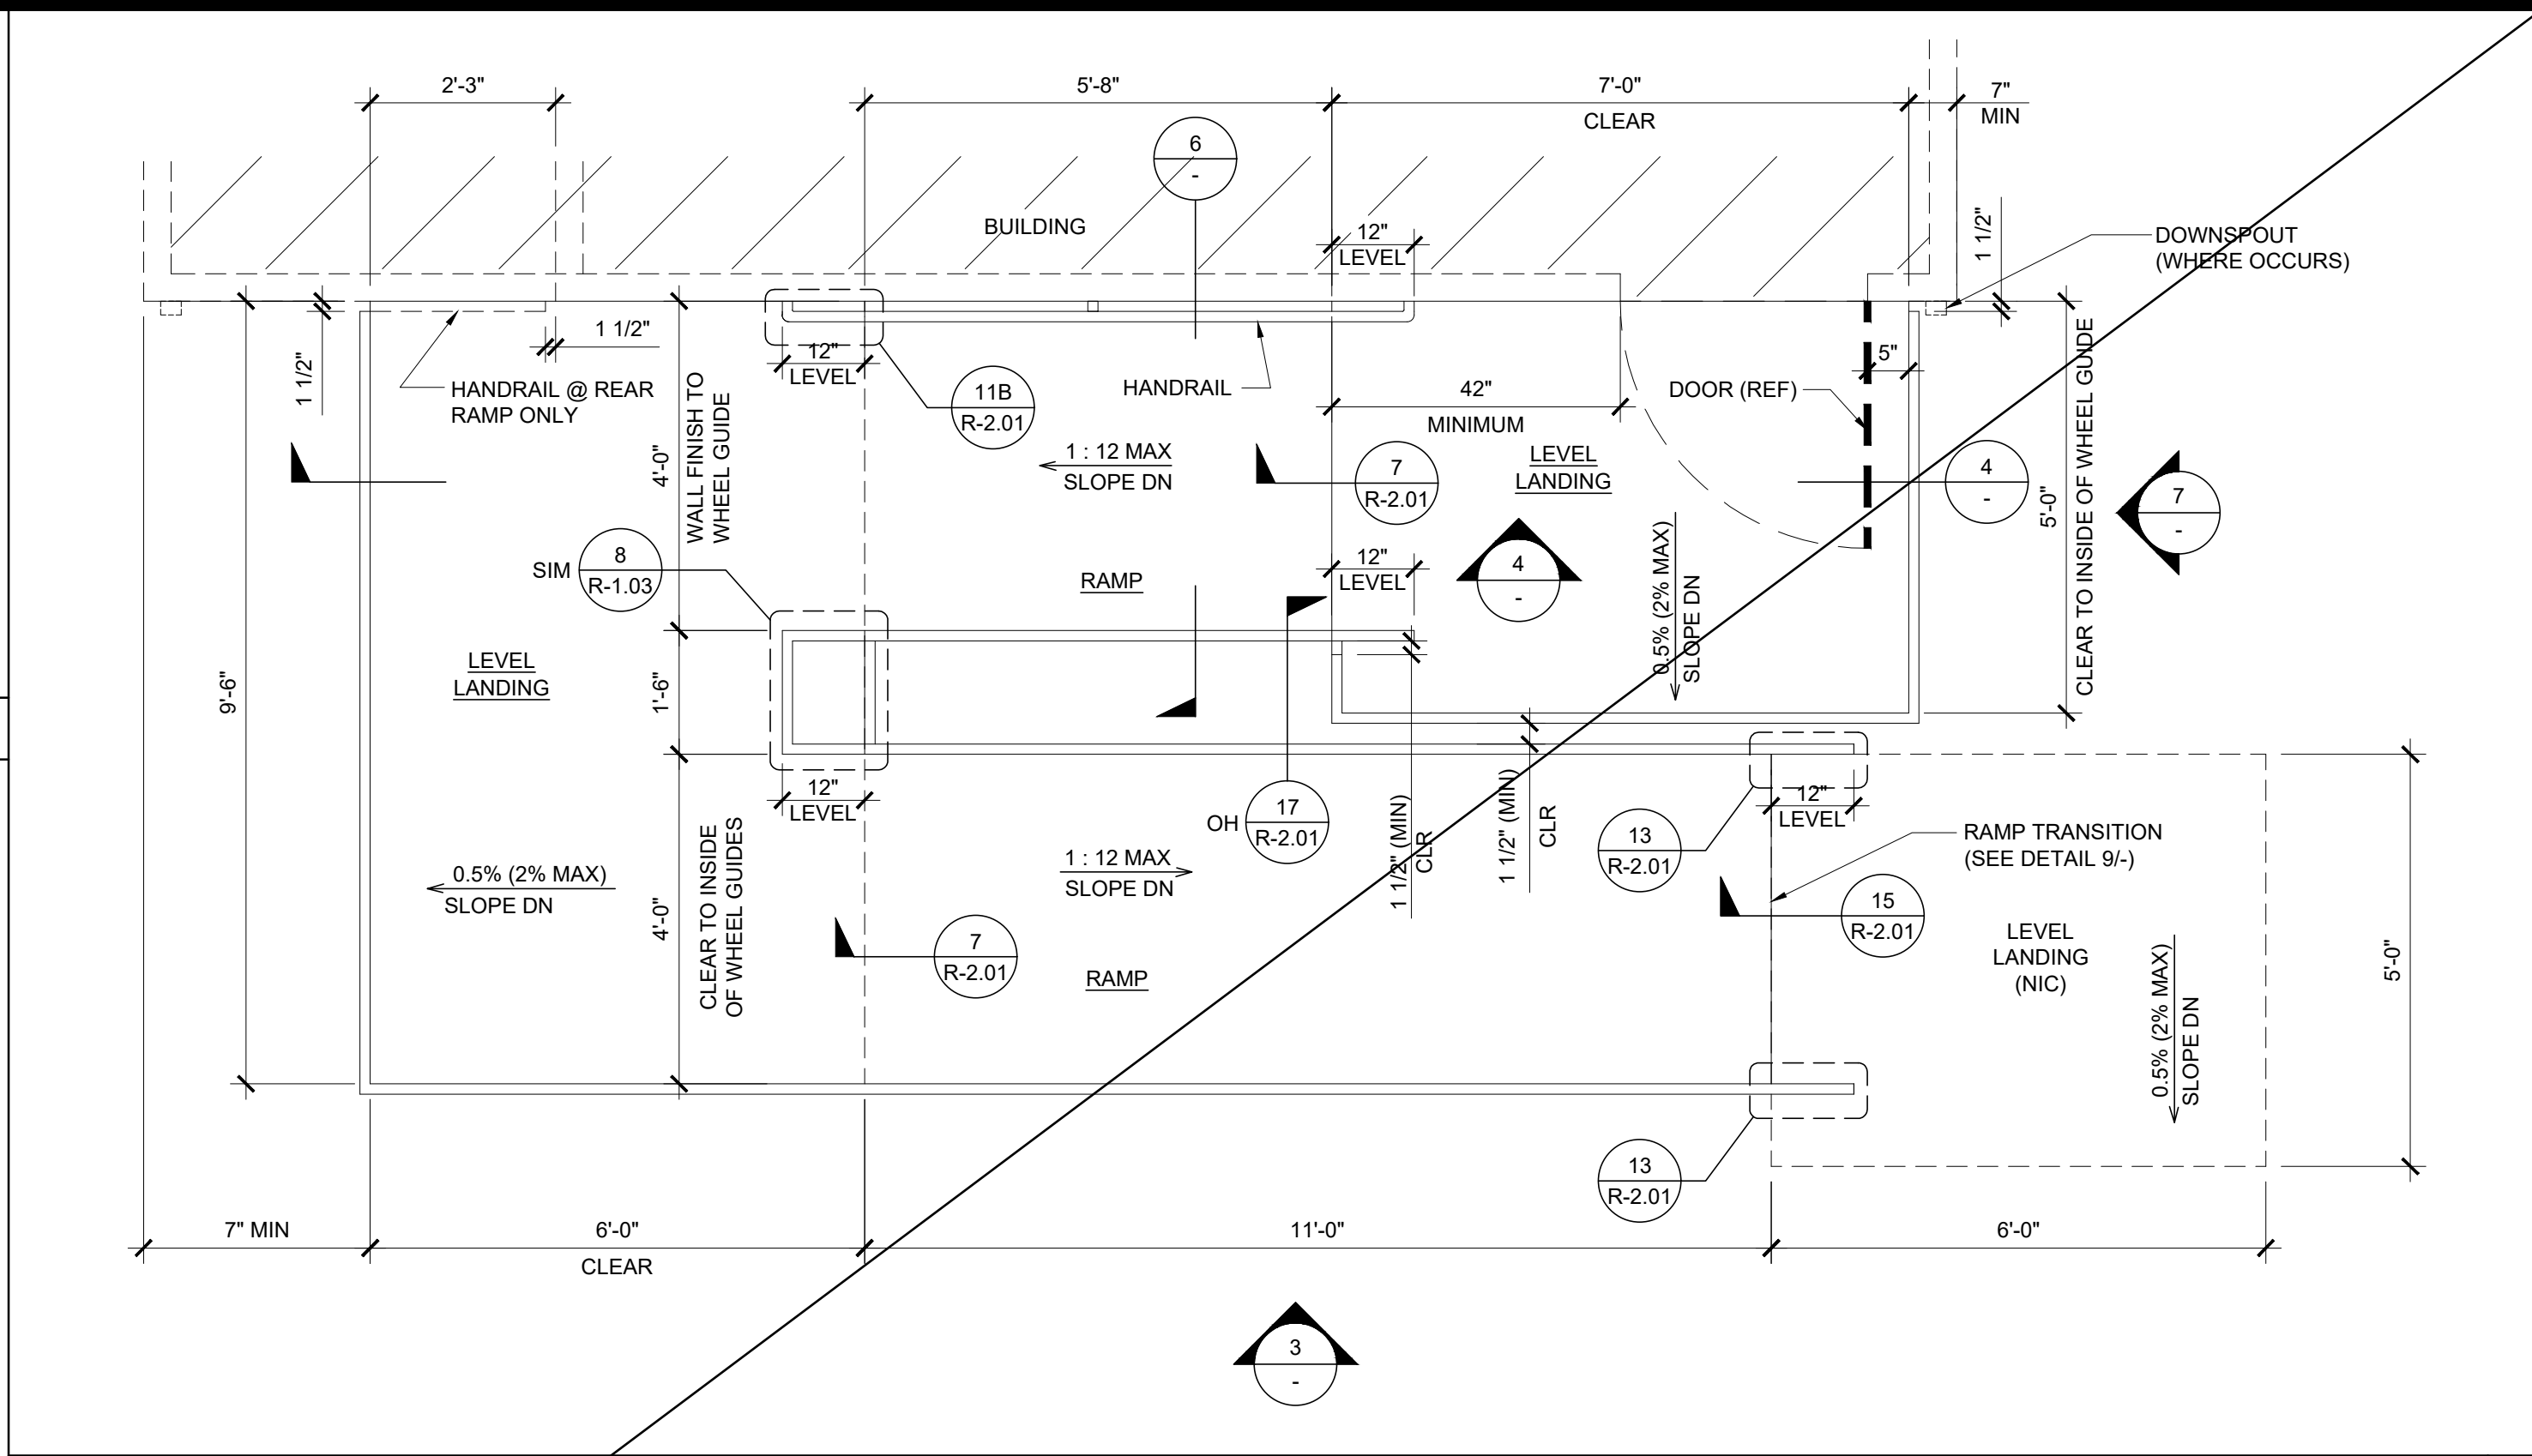 2'-3"
5'-8"
7'-0"
CLEAR
7"
MIN
6
-
BUILDING
12"
LEVEL
1 1/2"
DOWNSPOUT
(WHERE OCCURS)
1 1/2"
1 1/2"
HANDRAIL @ REAR
RAMP ONLY
12"
LEVEL
11B
R-2.01
HANDRAIL
42"
MINIMUM
DOOR (REF)
5"
4'-0"
WALL FINISH TO
WHEEL GUIDE
1 : 12 MAX
SLOPE DN
7
R-2.01
LEVEL
LANDING
4
-
5'-0"
CLEAR TO INSIDE OF WHEEL GUIDE
7
-
SIM
8
R-1.03
RAMP
12"
LEVEL
4
-
0.5% (2% MAX)
SLOPE DN
9'-6"
LEVEL
LANDING
1'-6"
12"
LEVEL
OH
17
R-2.01
1 1/2" (MIN)
CLR
1 1/2" (MIN)
CLR
13
R-2.01
12"
LEVEL
RAMP TRANSITION
(SEE DETAIL 9/-)
0.5% (2% MAX)
SLOPE DN
4'-0"
CLEAR TO INSIDE
OF WHEEL GUIDES
1 : 12 MAX
SLOPE DN
7
R-2.01
RAMP
15
R-2.01
LEVEL
LANDING
(NIC)
0.5% (2% MAX)
SLOPE DN
5'-0"
13
R-2.01
7" MIN
6'-0"
CLEAR
11'-0"
6'-0"
3
-